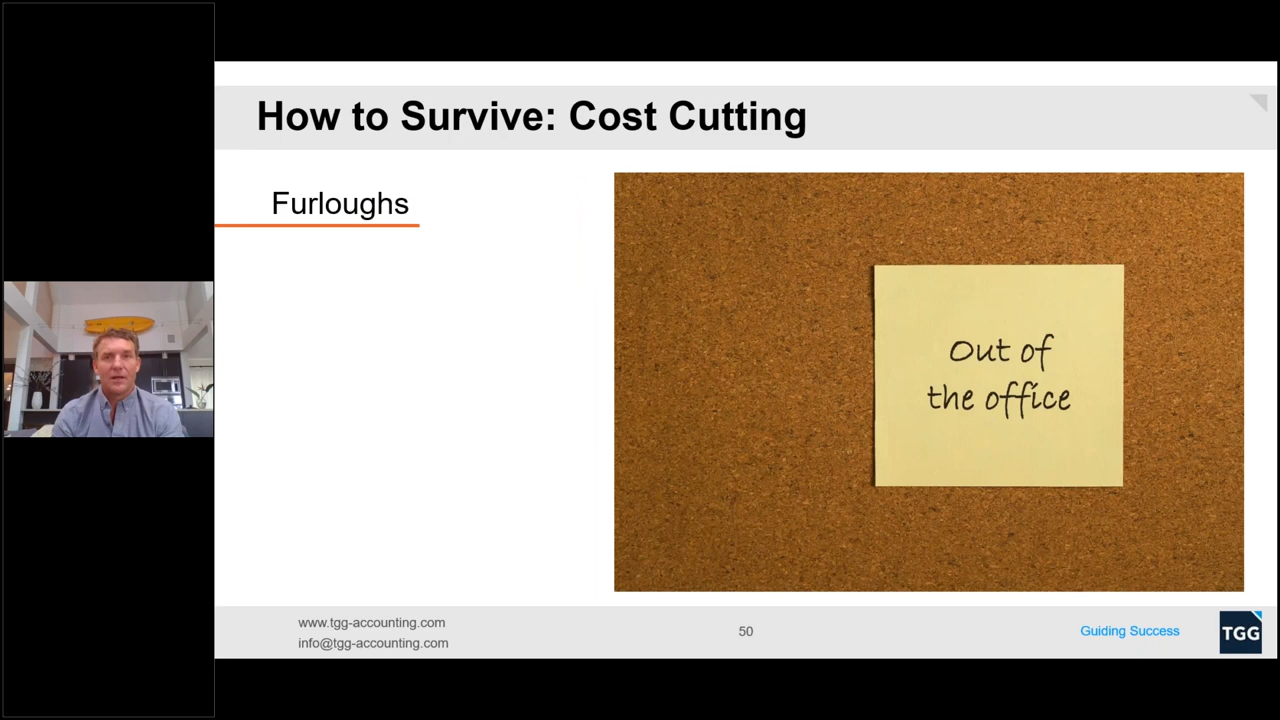 How to Survive: Cost Cutting
Furloughs
Out of
the office
www.tgg-accounting.com
info@tgg-accounting.com
50
Guiding Success
TGG